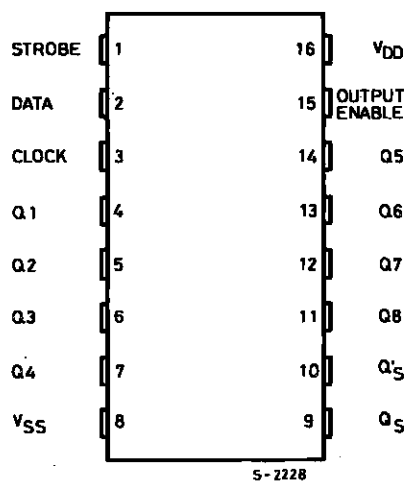 STROBE 1 16 VDD
DATA 2 15 OUTPUT ENABLE
CLOCK 3 14 Q5
Q1 4 13 Q6
Q2 5 12 Q7
Q3 6 11 Q8
Q4 7 10 Q'S
VSS 8 9 QS
S-2228